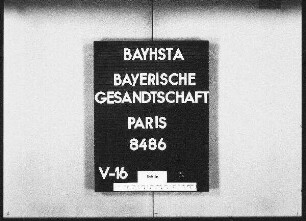 BAYHSTA
BAYERISCHE
GESANDTSCHAFT
PARIS
8486
V-16